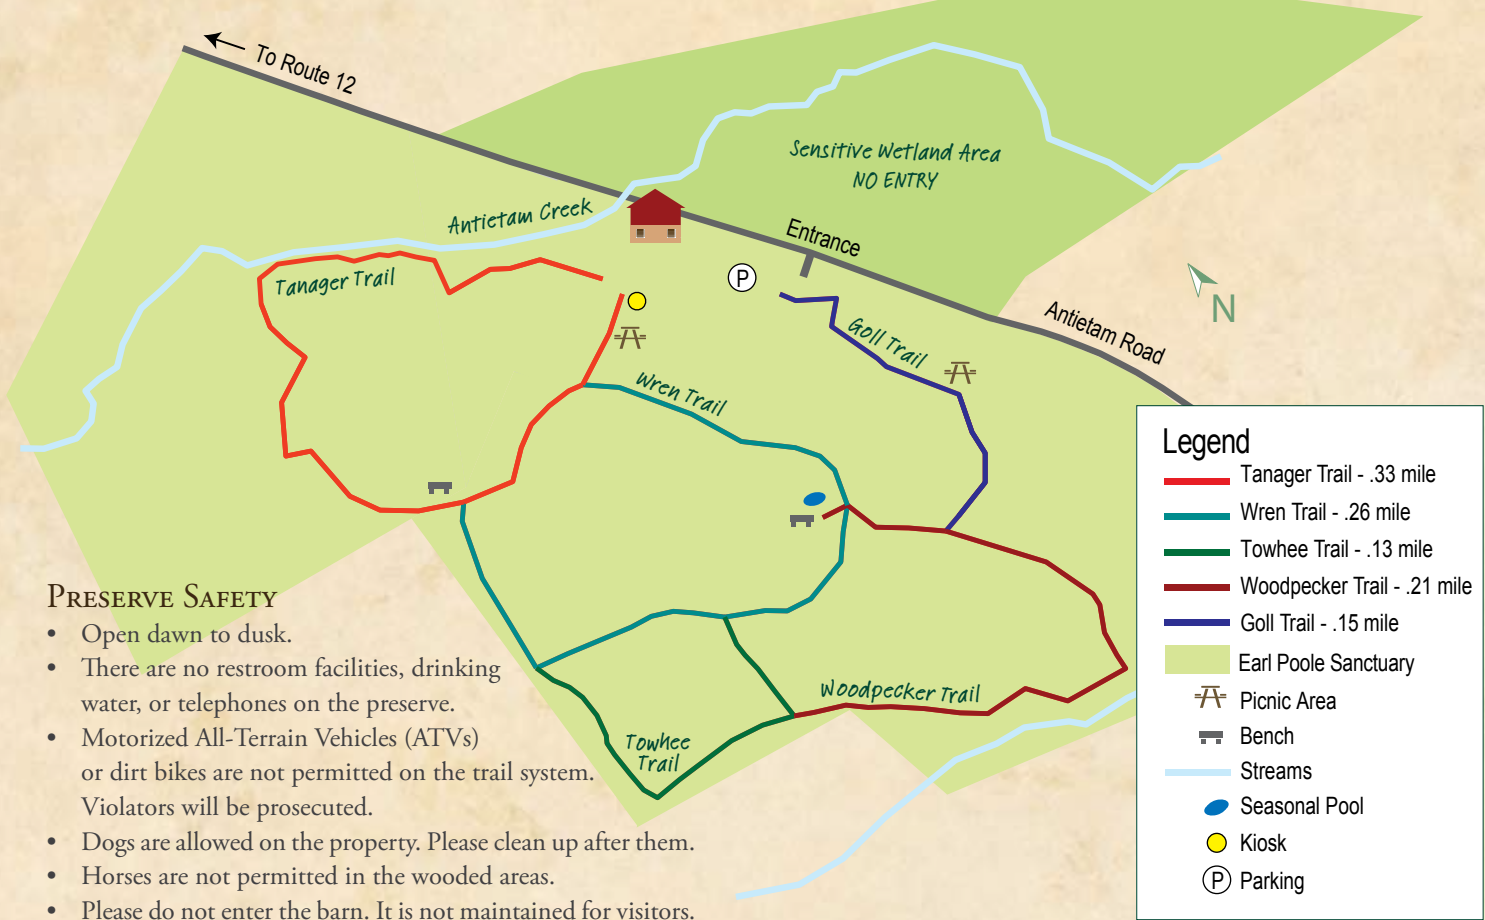 To Route 12
Sensitive Wetland Area
NO ENTRY
Antietam Creek
Entrance
P
Tanager Trail
N
Antietam Road
Goll Trail
Wren Trail
Woodpecker Trail
Towhee
Trail
Legend
Tanager Trail - .33 mile
Wren Trail - .26 mile
Towhee Trail - .13 mile
Woodpecker Trail - .21 mile
Goll Trail - .15 mile
Earl Poole Sanctuary
Picnic Area
Bench
Streams
Seasonal Pool
Kiosk
P Parking
Preserve Safety
• Open dawn to dusk.
• There are no restroom facilities, drinking
water, or telephones on the preserve.
• Motorized All-Terrain Vehicles (ATVs)
or dirt bikes are not permitted on the trail system.
Violators will be prosecuted.
• Dogs are allowed on the property. Please clean up after them.
• Horses are not permitted in the wooded areas.
• Please do not enter the barn. It is not maintained for visitors.